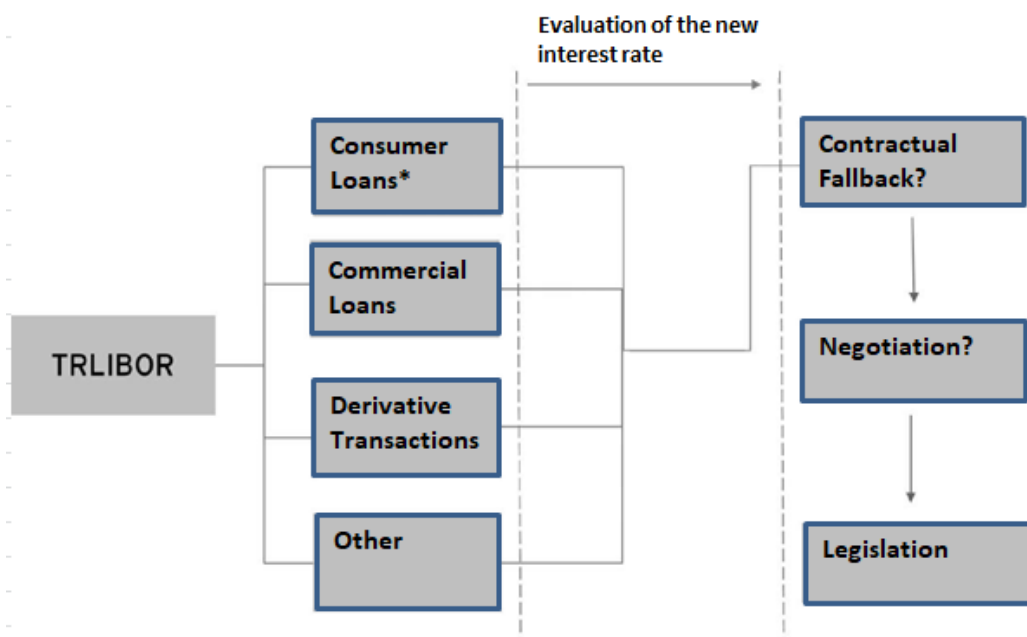 Evaluation of the new
interest rate
Consumer
Loans*
Contractual
Fallback?
Commercial
Loans
TRLIBOR
Negotiation?
Derivative
Transactions
Other
Legislation